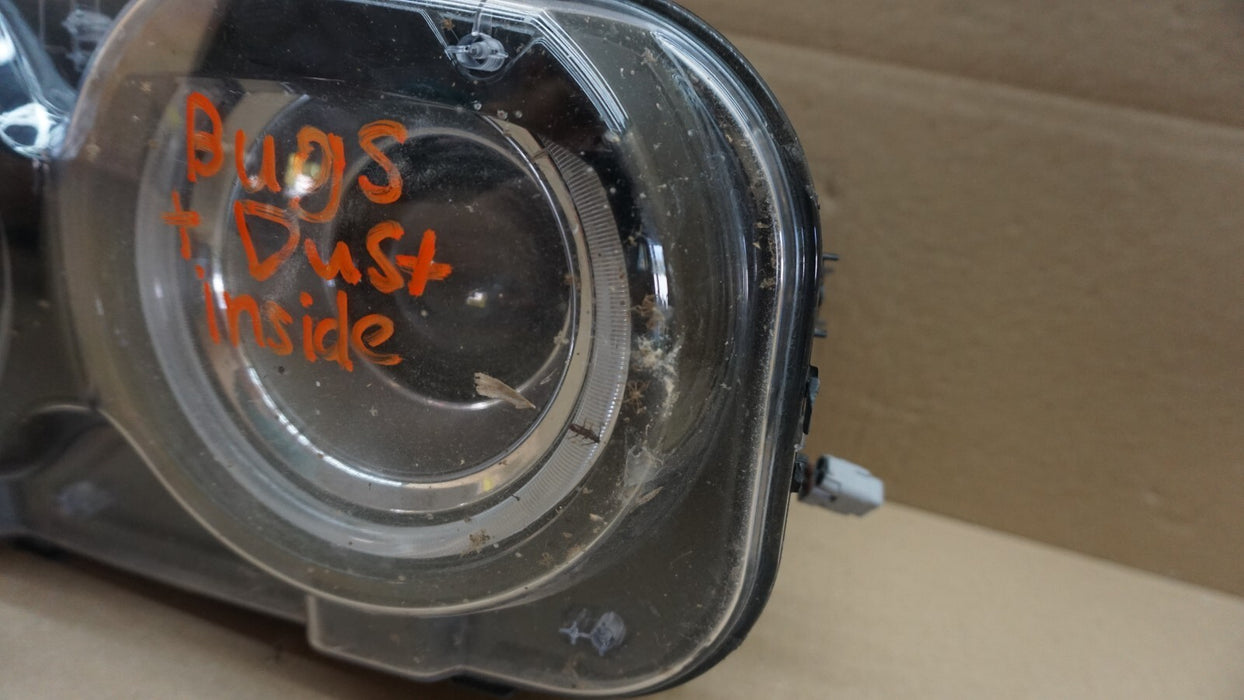 Bugs
+ Dust
inside